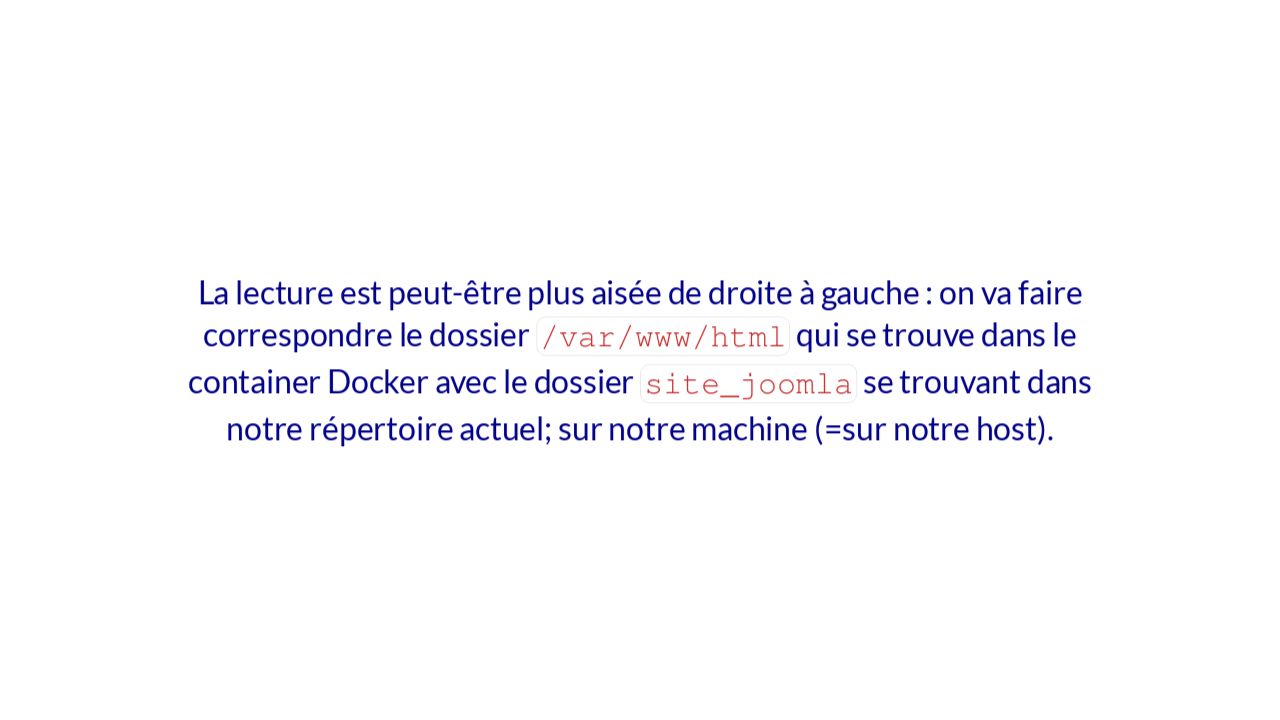 La lecture est peut-être plus aisée de droite à gauche : on va faire
correspondre le dossier /var/www/html qui se trouve dans le
container Docker avec le dossier site_joomla se trouvant dans
notre répertoire actuel; sur notre machine (=sur notre host).